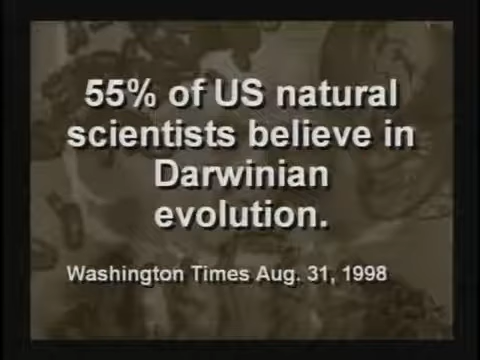 55% of US natural
scientists believe in
Darwinian
evolution.
Washington Times Aug. 31, 1998